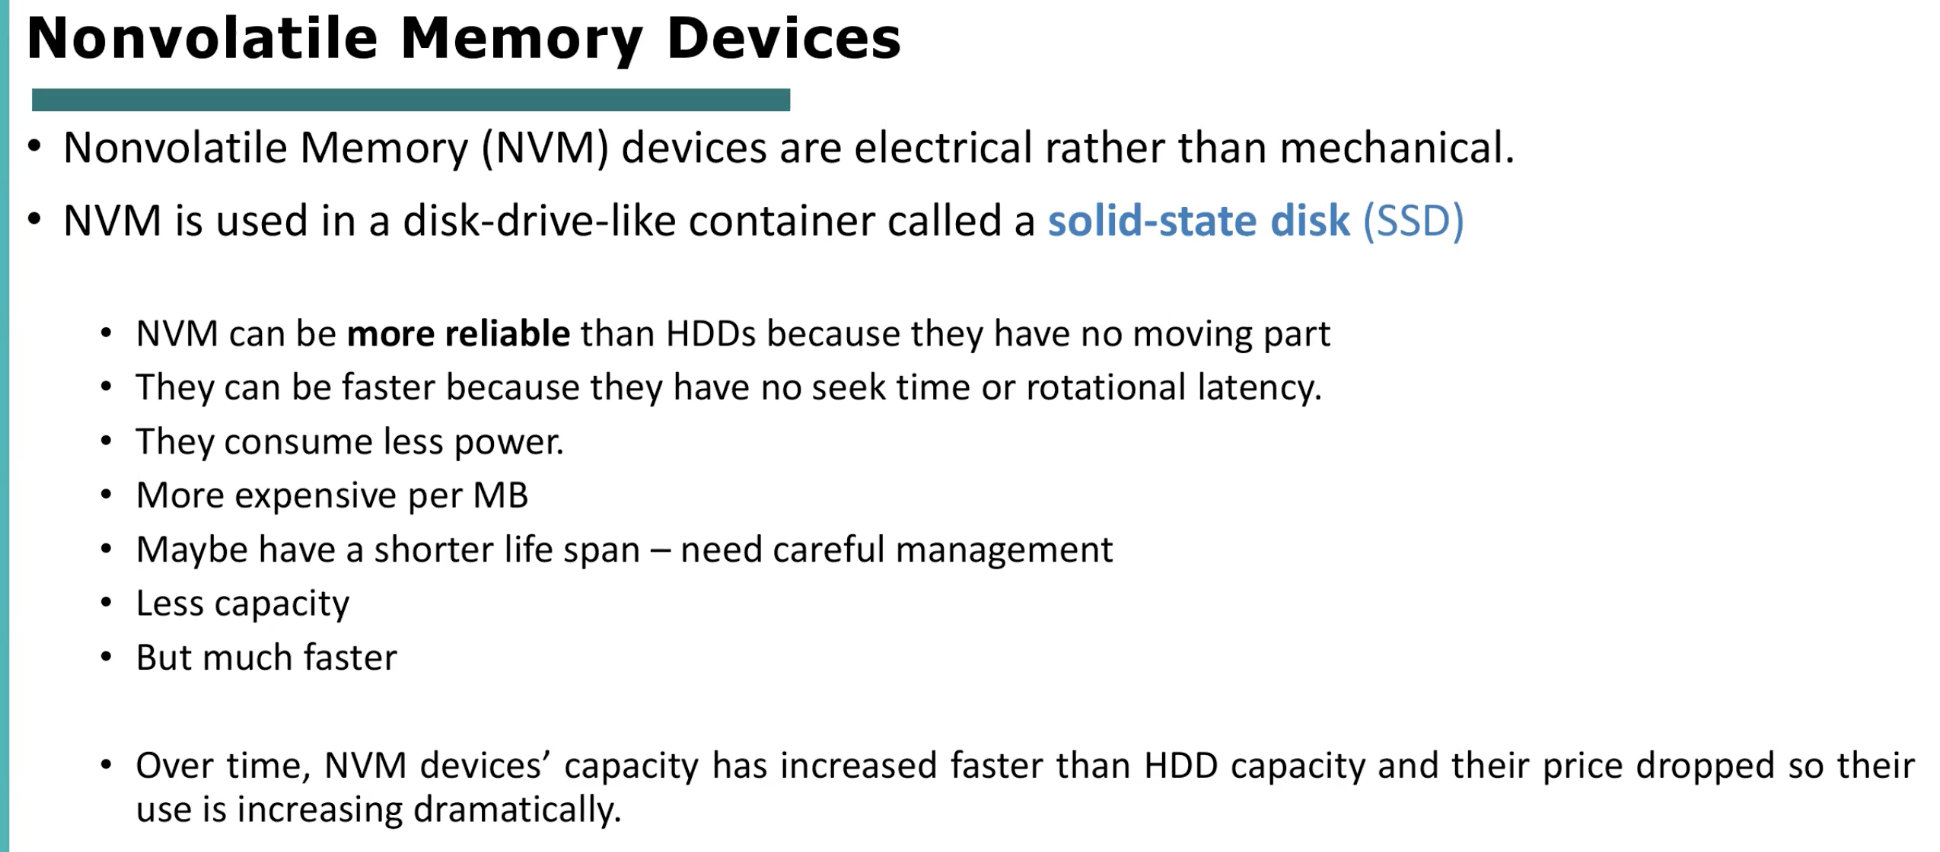 Nonvolatile Memory Devices
• Nonvolatile Memory (NVM) devices are electrical rather than mechanical.
• NVM is used in a disk-drive-like container called a solid-state disk (SSD)
• NVM can be more reliable than HDDs because they have no moving part
• They can be faster because they have no seek time or rotational latency.
• They consume less power.
• More expensive per MB
• Maybe have a shorter life span – need careful management
• Less capacity
• But much faster
• Over time, NVM devices’ capacity has increased faster than HDD capacity and their price dropped so their
use is increasing dramatically.